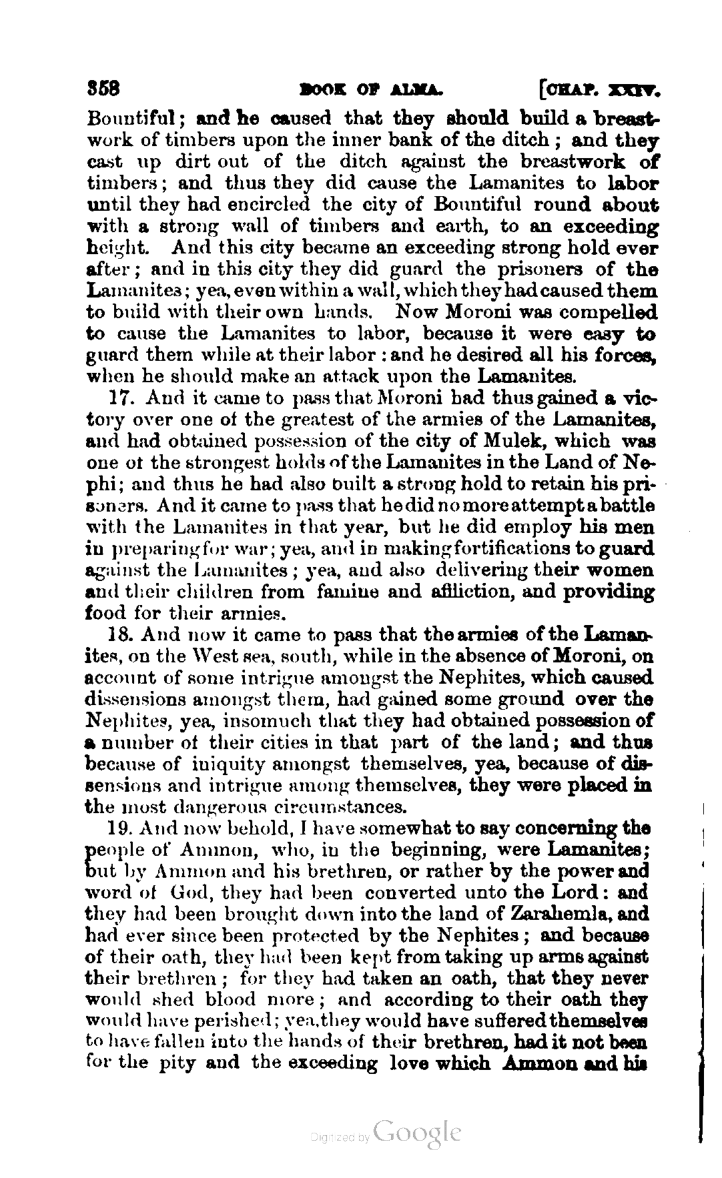 358 BOOK OF ALMA. [CHAP. XXIV.
Bountiful; and he caused that they should build a breast-
work of timbers upon the inner bank of the ditch; and they
cast up dirt out of the ditch against the breastwork of
timbers; and thus they did cause the Lamanites to labor
until they had encircled the city of Bountiful round about
with a strong wall of timbers and earth, to an exceeding
height. And this city became an exceeding strong hold ever
after; and in this city they did guard the prisoners of the
Lamanites; yea, even within a wall, which they had caused them
to build with their own hands. Now Moroni was compelled
to cause the Lamanites to labor, because it were easy to
guard them while at their labor: and he desired all his forces,
when he should make an attack upon the Lamanites.
17. And it came to pass that Moroni had thus gained a vic-
tory over one of the greatest of the armies of the Lamanites,
and had obtained possession of the city of Mulek, which was
one of the strongest holds of the Lamanites in the Land of Ne-
phi; and thus he had also built a strong hold to retain his pri-
soners. And it came to pass that he did no more attempt a battle
with the Lamanites in that year, but he did employ his men
in preparing for war; yea, and in making fortifications to guard
against the Lamanites; yea, and also delivering their women
and their children from famine and affliction, and providing
food for their armies.
18. And now it came to pass that the armies of the Laman-
ites, on the West sea, south, while in the absence of Moroni, on
account of some intrigue amongst the Nephites, which caused
dissensions amongst them, had gained some ground over the
Nephites, yea, insomuch that they had obtained possession of
a number of their cities in that part of the land; and thus
because of iniquity amongst themselves, yea, because of dis-
sensions and intrigue among themselves, they were placed in
the most dangerous circumstances.
19. And now behold, I have somewhat to say concerning the
people of Ammon, who, in the beginning, were Lamanites;
but by Ammon and his brethren, or rather by the power and
word of God, they had been converted unto the Lord: and
they had been brought down into the land of Zarahemla, and
had ever since been protected by the Nephites; and because
of their oath, they had been kept from taking up arms against
their brethren; for they had taken an oath, that they never
would shed blood more; and according to their oath they
would have perished; yea, they would have suffered themselves
to have fallen into the hands of their brethren, had it not been
for the pity and the exceeding love which Ammon and his
Digitized by Google